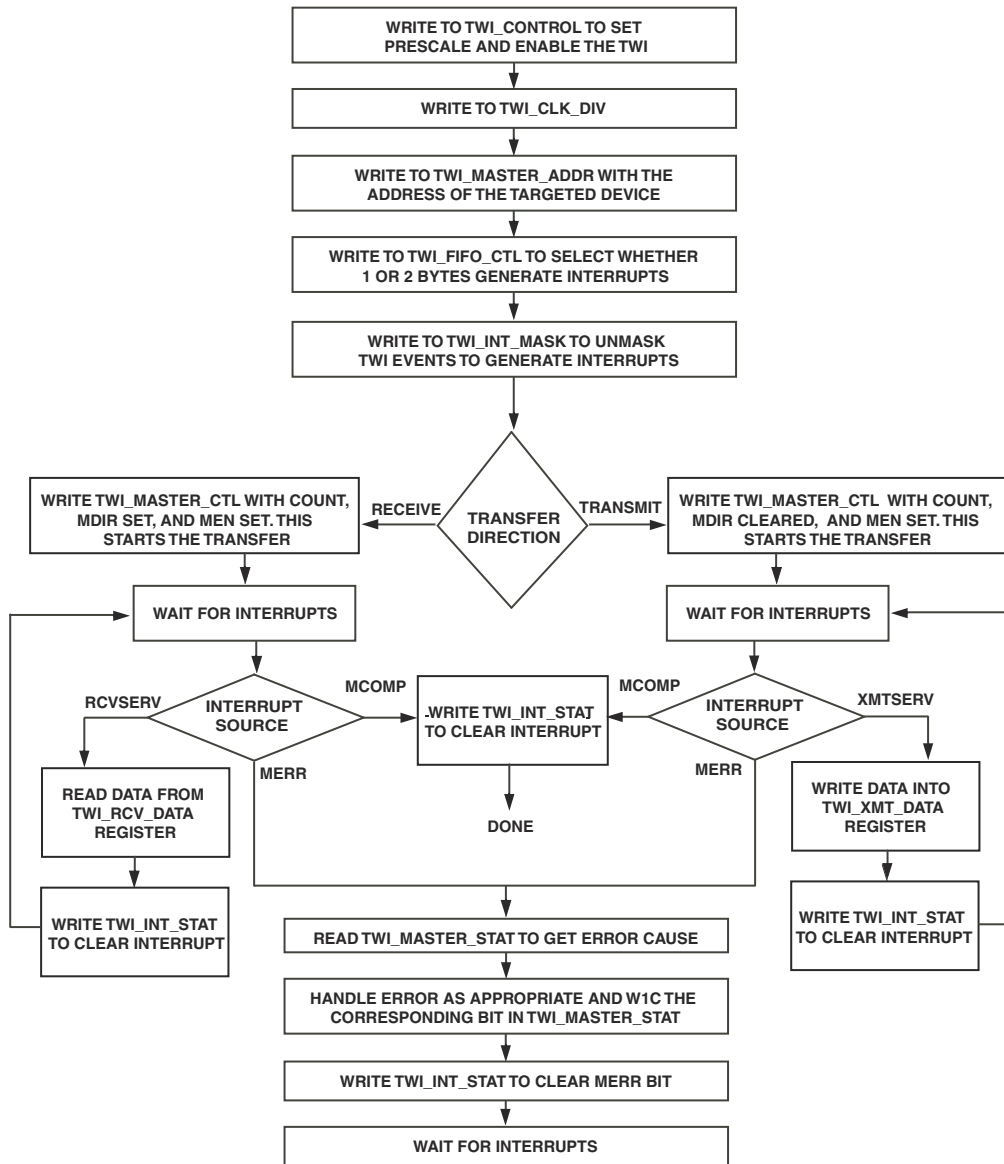 WRITE TO TWI_CONTROL TO SET
PRESCALE AND ENABLE THE TWI
WRITE TO TWI_CLK_DIV
WRITE TO TWI_MASTER_ADDR WITH THE
ADDRESS OF THE TARGETED DEVICE
WRITE TO TWI_FIFO_CTL TO SELECT WHETHER
1 OR 2 BYTES GENERATE INTERRUPTS
WRITE TO TWI_INT_MASK TO UNMASK
TWI EVENTS TO GENERATE INTERRUPTS
TRANSFER
DIRECTION
RECEIVE
TRANSMIT
WRITE TWI_MASTER_CTL WITH COUNT,
MDIR SET, AND MEN SET. THIS
STARTS THE TRANSFER
WRITE TWI_MASTER_CTL WITH COUNT,
MDIR CLEARED, AND MEN SET. THIS
STARTS THE TRANSFER
WAIT FOR INTERRUPTS
WAIT FOR INTERRUPTS
RCVSERV
INTERRUPT
SOURCE
MCOMP
MERR
WRITE TWI_INT_STAT
TO CLEAR INTERRUPT
DONE
MCOMP
INTERRUPT
SOURCE
XMTSERV
MERR
READ DATA FROM
TWI_RCV_DATA
REGISTER
WRITE DATA INTO
TWI_XMT_DATA
REGISTER
WRITE TWI_INT_STAT
TO CLEAR INTERRUPT
WRITE TWI_INT_STAT
TO CLEAR INTERRUPT
READ TWI_MASTER_STAT TO GET ERROR CAUSE
HANDLE ERROR AS APPROPRIATE AND W1C THE
CORRESPONDING BIT IN TWI_MASTER_STAT
WRITE TWI_INT_STAT TO CLEAR MERR BIT
WAIT FOR INTERRUPTS